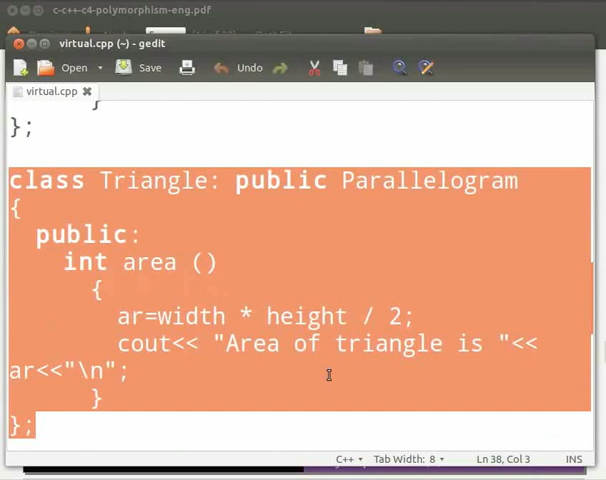 c-c++-c4-polymorphism-eng.pdf
virtual.cpp (~) - gedit
Open Save Undo
virtual.cpp
}
};
class Triangle: public Parallelogram
{
public:
int area ()
{
ar=width * height / 2;
cout<< "Area of triangle is "<<
ar<<"\n";
}
};
C++ Tab Width: 8 Ln 38, Col 3 INS